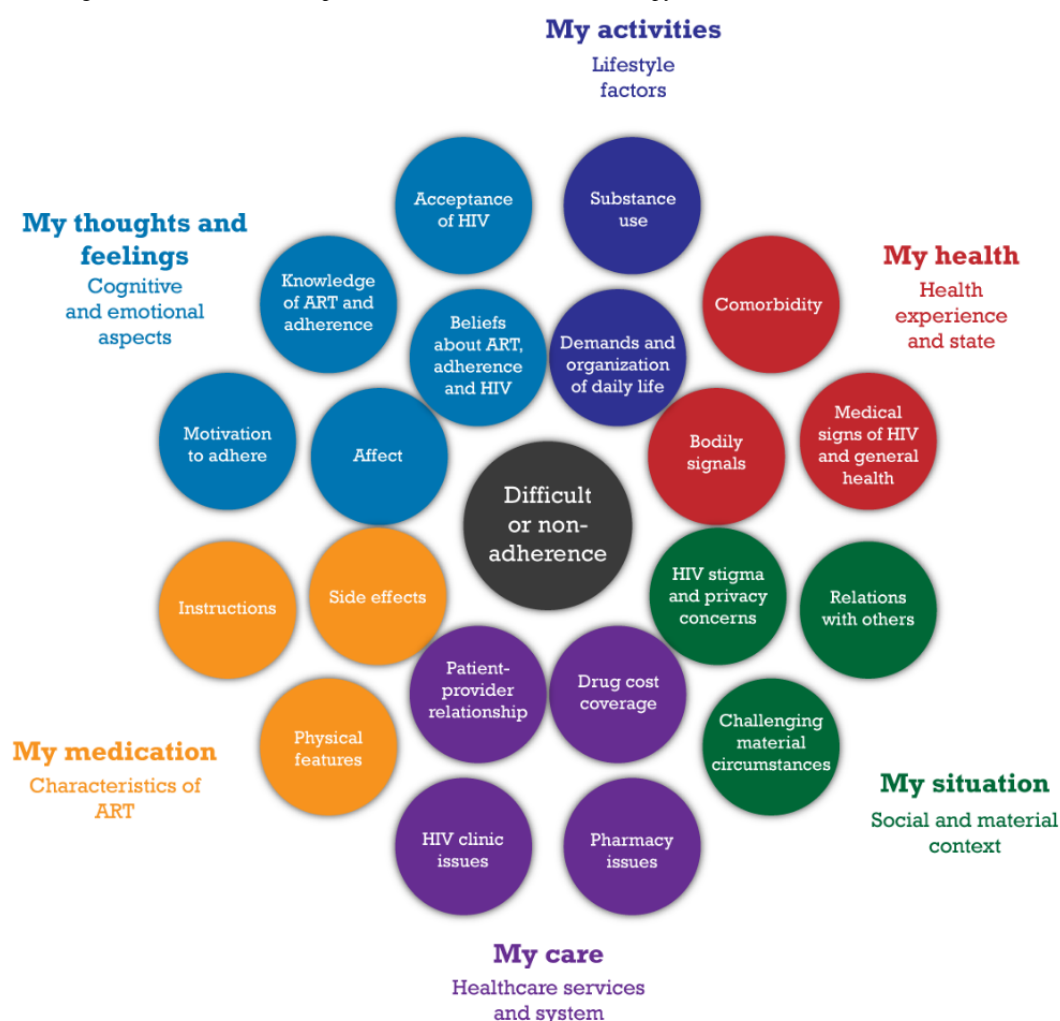 My activities
Lifestyle
factors
Acceptance
of HIV
Substance
use
My thoughts and
feelings
Cognitive
and emotional
aspects
Knowledge
of ART and
adherence
Beliefs
about ART,
adherence
and HIV
Demands and
organization
of daily life
Comorbidity
My health
Health
experience
and state
Motivation
to adhere
Affect
Bodily
signals
Medical
signs of HIV
and general
health
Difficult
or non-
adherence
Instructions
Side effects
HIV stigma
and privacy
concerns
Relations
with others
Patient-
provider
relationship
Drug cost
coverage
Physical
features
Challenging
material
circumstances
My medication
Characteristics of
ART
My situation
Social and material
context
HIV clinic
issues
Pharmacy
issues
My care
Healthcare services
and system